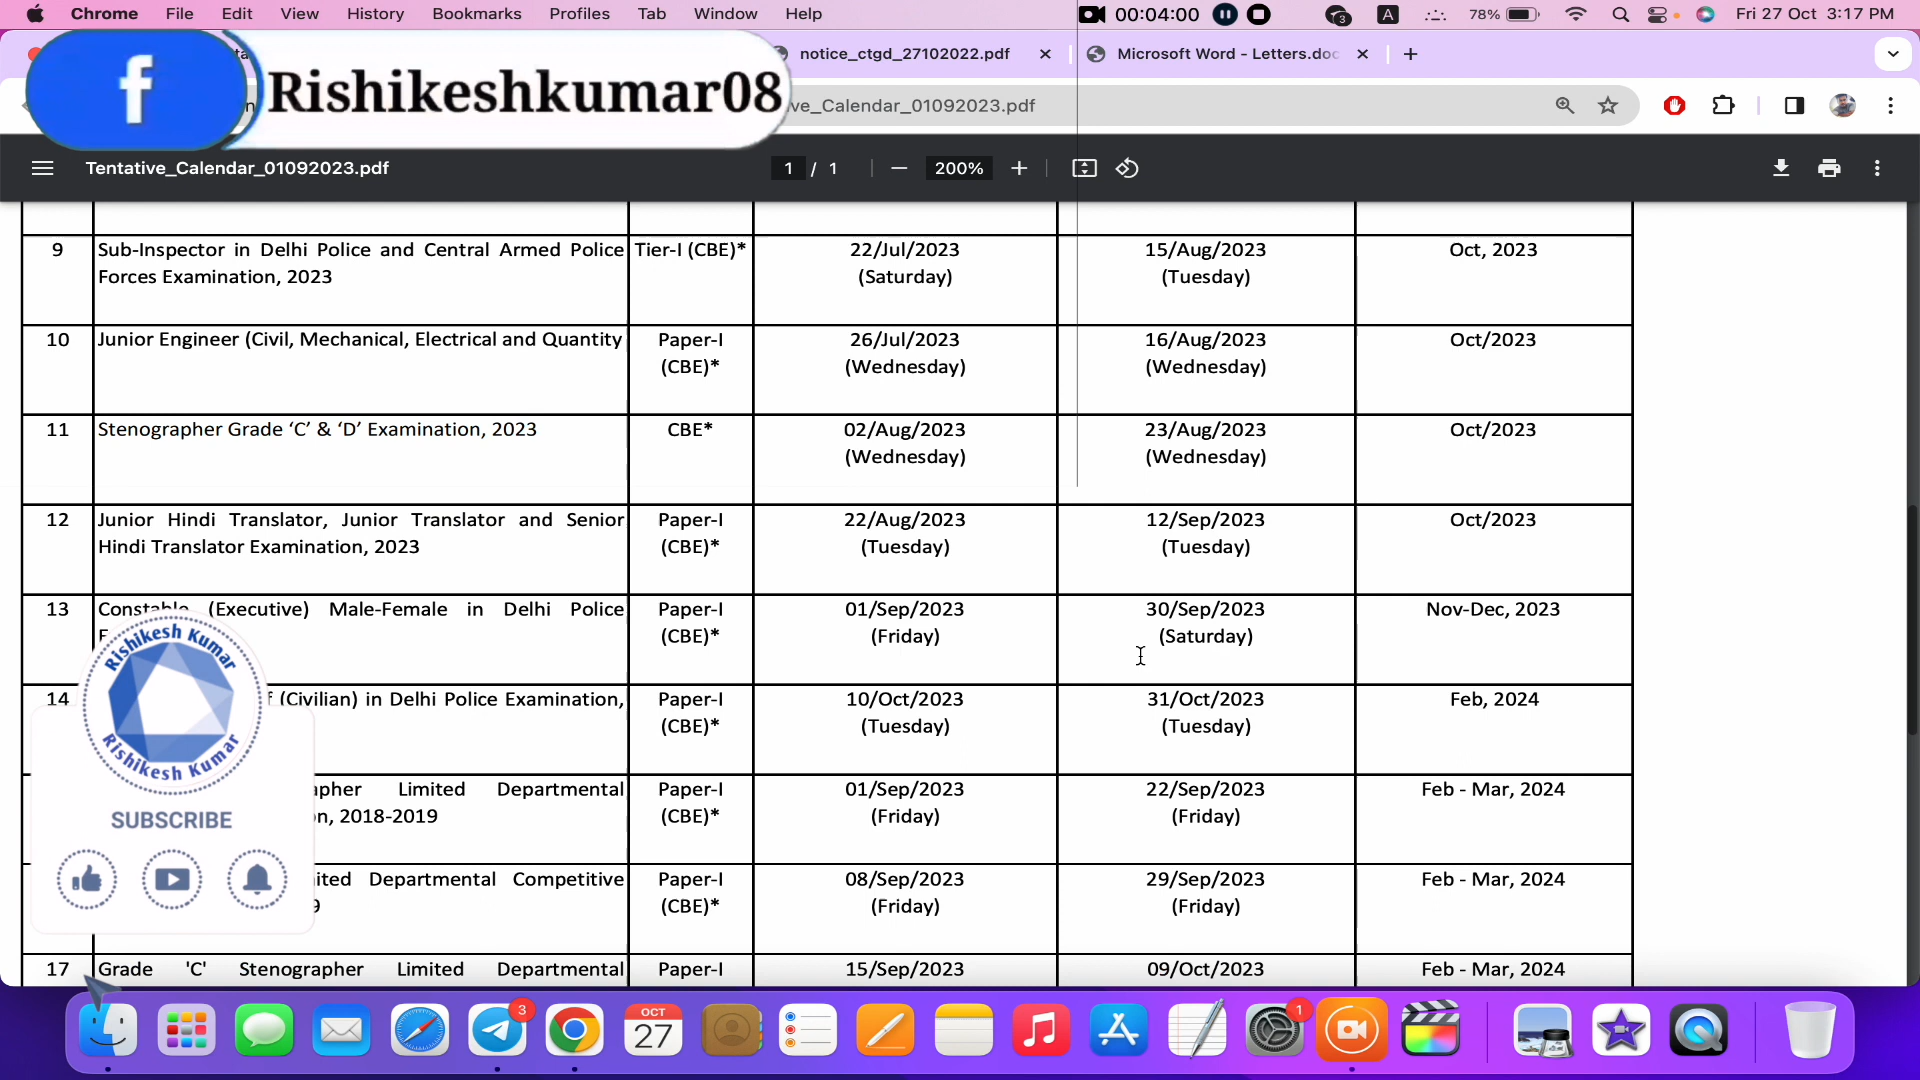 Chrome File Edit View History Bookmarks Profiles Tab Window Help 00:04:00 3 A 78% Fri 27 Oct 3:17 PM
notice_ctgd_27102022.pdf Microsoft Word - Letters.doc
f Rishikeshkumar08
ve_Calendar_01092023.pdf
Tentative_Calendar_01092023.pdf 1 / 1 200%
9 Sub-Inspector in Delhi Police and Central Armed Police Tier-I (CBE)* 22/Jul/2023 15/Aug/2023 Oct, 2023
Forces Examination, 2023 (Saturday) (Tuesday)
10 Junior Engineer (Civil, Mechanical, Electrical and Quantity Paper-I 26/Jul/2023 16/Aug/2023 Oct/2023
(CBE)* (Wednesday) (Wednesday)
11 Stenographer Grade ‘C’ & ‘D’ Examination, 2023 CBE* 02/Aug/2023 23/Aug/2023 Oct/2023
(Wednesday) (Wednesday)
12 Junior Hindi Translator, Junior Translator and Senior Paper-I 22/Aug/2023 12/Sep/2023 Oct/2023
Hindi Translator Examination, 2023 (CBE)* (Tuesday) (Tuesday)
13 Constable (Executive) Male-Female in Delhi Police Paper-I 01/Sep/2023 30/Sep/2023 Nov-Dec, 2023
(CBE)* (Friday) (Saturday)
14 (Civilian) in Delhi Police Examination, Paper-I 10/Oct/2023 31/Oct/2023 Feb, 2024
(CBE)* (Tuesday) (Tuesday)
apher Limited Departmental Paper-I 01/Sep/2023 22/Sep/2023 Feb - Mar, 2024
n, 2018-2019 (CBE)* (Friday) (Friday)
ited Departmental Competitive Paper-I 08/Sep/2023 29/Sep/2023 Feb - Mar, 2024
9 (CBE)* (Friday) (Friday)
17 Grade 'C' Stenographer Limited Departmental Paper-I 15/Sep/2023 09/Oct/2023 Feb - Mar, 2024
Rishikesh Kumar
Rishikesh Kumar
SUBSCRIBE
3 OCT 27 1